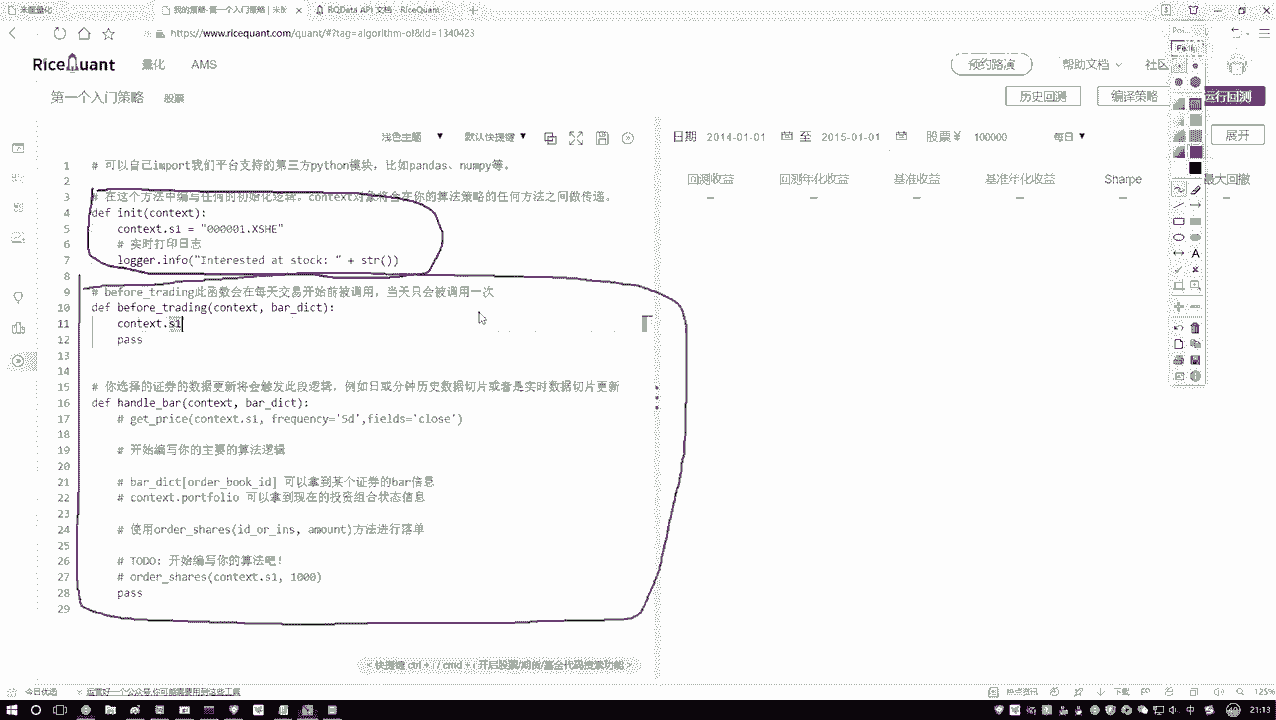 我的策略-第一个入门策略 | 米
RQData API 文档 - RiceQuant
https://www.ricequant.com/quant/#?tag=algorithm-ol&id=1340423
RiceQuant
量化
AMS
预约路演
帮助文档
社区
第一个入门策略
股票
历史回测
编译策略
运行回测
浅色主题
默认快捷键
日期 2014-01-01 至 2015-01-01 股票¥ 100000 每日
展开
回测收益 回测年化收益 基准收益 基准年化收益 Sharpe 最大回撤
1 # 可以自己import我们平台支持的第三方python模块，比如pandas、numpy等。
2
3 # 在这个方法中编写任何的初始化逻辑。context对象将会在你的算法策略的任何方法之间做传递。
4 def init(context):
5 context.s1 = "000001.XSHE"
6 # 实时打印日志
7 logger.info("Interested at stock: " + str())
8
9 # before_trading此函数会在每天交易开始前被调用，当天只会被调用一次
10 def before_trading(context, bar_dict):
11 context.s1
12 pass
13
14
15 # 你选择的证券的数据更新将会触发此段逻辑，例如日或分钟历史数据切片或者是实时数据切片更新
16 def handle_bar(context, bar_dict):
17 # get_price(context.s1, frequency='5d',fields='close')
18
19 # 开始编写你的主要的算法逻辑
20
21 # bar_dict[order_book_id] 可以拿到某个证券的bar信息
22 # context.portfolio 可以拿到现在的投资组合状态信息
23
24 # 使用order_shares(id_or_ins, amount)方法进行落单
25
26 # TODO: 开始编写你的算法吧！
27 # order_shares(context.s1, 1000)
28 pass
29
快捷键 ctrl + i / cmd + i 开启股票/期货/基金代码搜索功能
今日优选
运营好一个公众号,你可能需要用到这些工具
热点资讯
下载
125%
21:13